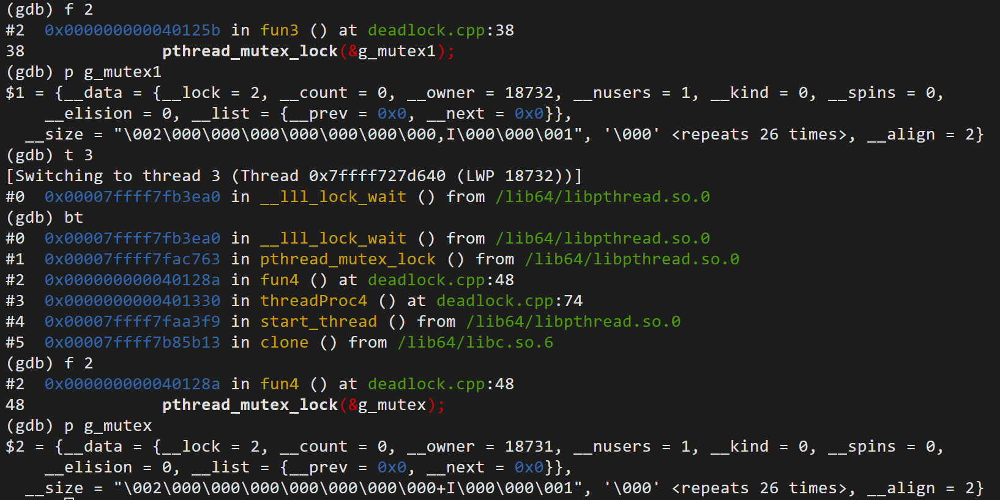 (gdb) f 2
#2  0x000000000040125b in fun3 () at deadlock.cpp:38
38              pthread_mutex_lock(&g_mutex1);
(gdb) p g_mutex1
$1 = {__data = {__lock = 2, __count = 0, __owner = 18732, __nusers = 1, __kind = 0, __spins = 0,
    __elision = 0, __list = {__prev = 0x0, __next = 0x0}},
  __size = "\002\000\000\000\000\000\000\000,I\000\000\001", '\000' <repeats 26 times>, __align = 2}
(gdb) t 3
[Switching to thread 3 (Thread 0x7ffff727d640 (LWP 18732))]
#0  0x00007ffff7fb3ea0 in __lll_lock_wait () from /lib64/libpthread.so.0
(gdb) bt
#0  0x00007ffff7fb3ea0 in __lll_lock_wait () from /lib64/libpthread.so.0
#1  0x00007ffff7fac763 in pthread_mutex_lock () from /lib64/libpthread.so.0
#2  0x000000000040128a in fun4 () at deadlock.cpp:48
#3  0x0000000000401330 in threadProc4 () at deadlock.cpp:74
#4  0x00007ffff7faa3f9 in start_thread () from /lib64/libpthread.so.0
#5  0x00007ffff7b85b13 in clone () from /lib64/libc.so.6
(gdb) f 2
#2  0x000000000040128a in fun4 () at deadlock.cpp:48
48              pthread_mutex_lock(&g_mutex);
(gdb) p g_mutex
$2 = {__data = {__lock = 2, __count = 0, __owner = 18731, __nusers = 1, __kind = 0, __spins = 0,
    __elision = 0, __list = {__prev = 0x0, __next = 0x0}},
  __size = "\002\000\000\000\000\000\000\000+I\000\000\001", '\000' <repeats 26 times>, __align = 2}